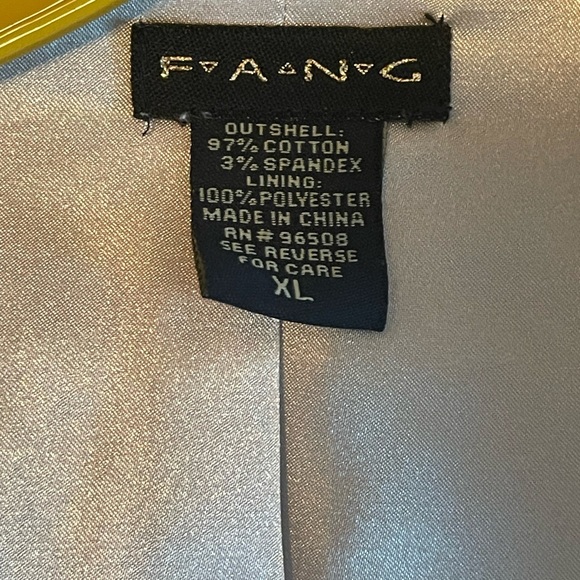 F▽A△N▽G
OUTSHELL:
97% COTTON
3% SPANDEX
LINING:
100% POLYESTER
MADE IN CHINA
RN# 96508
SEE REVERSE
FOR CARE
XL